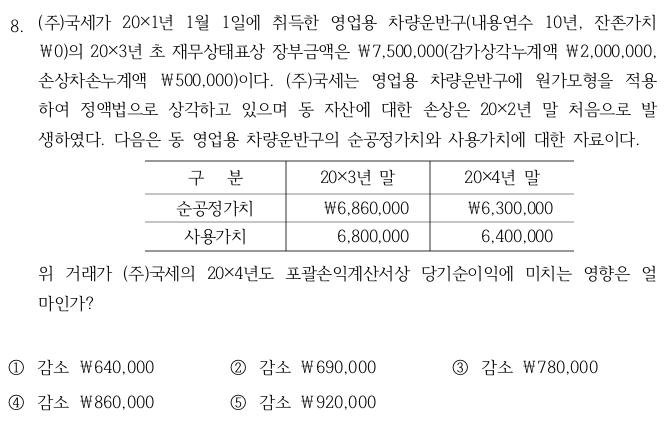 8. (주)국세가 20×1년 1월 1일에 취득한 영업용 차량운반구(내용연수 10년, 잔존가치
₩0)의 20×3년 초 재무상태표상 장부금액은 ₩7,500,000(감가상각누계액 ₩2,000,000,
손상차손누계액 ₩500,000)이다. (주)국세는 영업용 차량운반구에 원가모형을 적용
하여 정액법으로 상각하고 있으며 동 자산에 대한 손상은 20×2년 말 처음으로 발
생하였다. 다음은 동 영업용 차량운반구의 순공정가치와 사용가치에 대한 자료이다.
구 분 20×3년 말 20×4년 말
순공정가치 ₩6,860,000 ₩6,300,000
사용가치 6,800,000 6,400,000
위 거래가 (주)국세의 20×4년도 포괄손익계산서상 당기순이익에 미치는 영향은 얼
마인가?
① 감소 ₩640,000 ② 감소 ₩690,000 ③ 감소 ₩780,000
④ 감소 ₩860,000 ⑤ 감소 ₩920,000